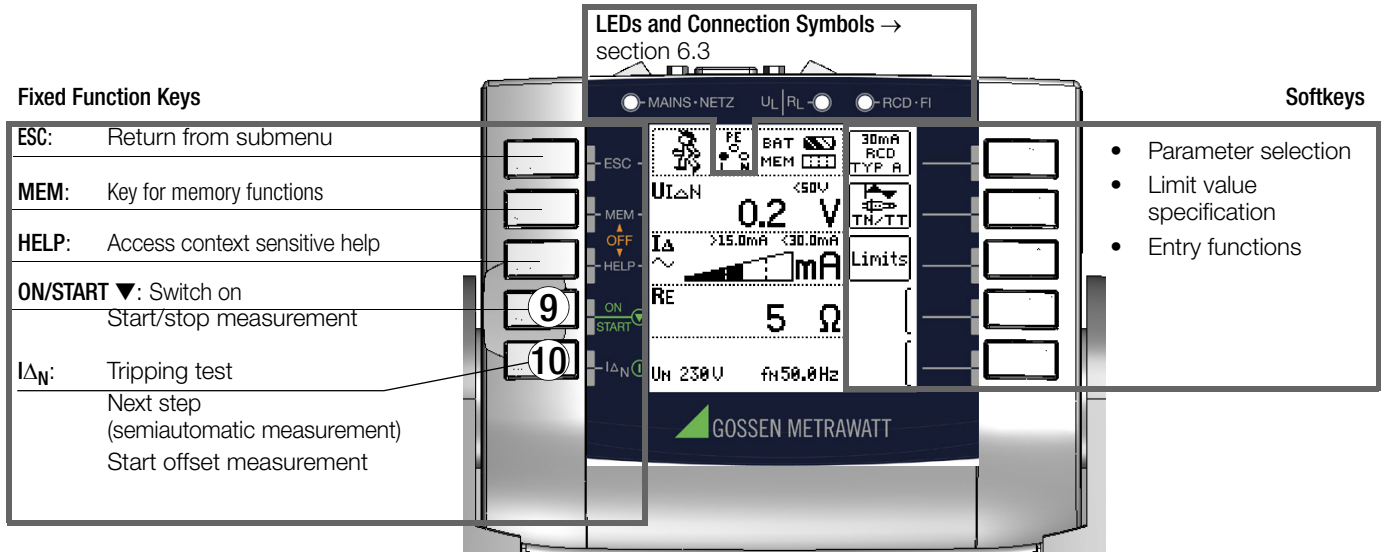 LEDs and Connection Symbols →
section 6.3
Fixed Function Keys
ESC: Return from submenu
MEM: Key for memory functions
HELP: Access context sensitive help
ON/START ▼: Switch on
Start/stop measurement
IΔN: Tripping test
Next step
(semiautomatic measurement)
Start offset measurement
9
10
MAINS•NETZ UL RL RCD•FI
ESC
MEM
OFF
HELP
ON
START
IΔN
PE
N
BAT
MEM
UIΔN <50V
0.2 V
IΔ >15.0mA <30.0mA
~ mA
RE
5 Ω
UN 230V fN50.0Hz
30mA
RCD
TYP A
TN/TT
Limits
GOSSEN METRAWATT
Softkeys
• Parameter selection
• Limit value
specification
• Entry functions